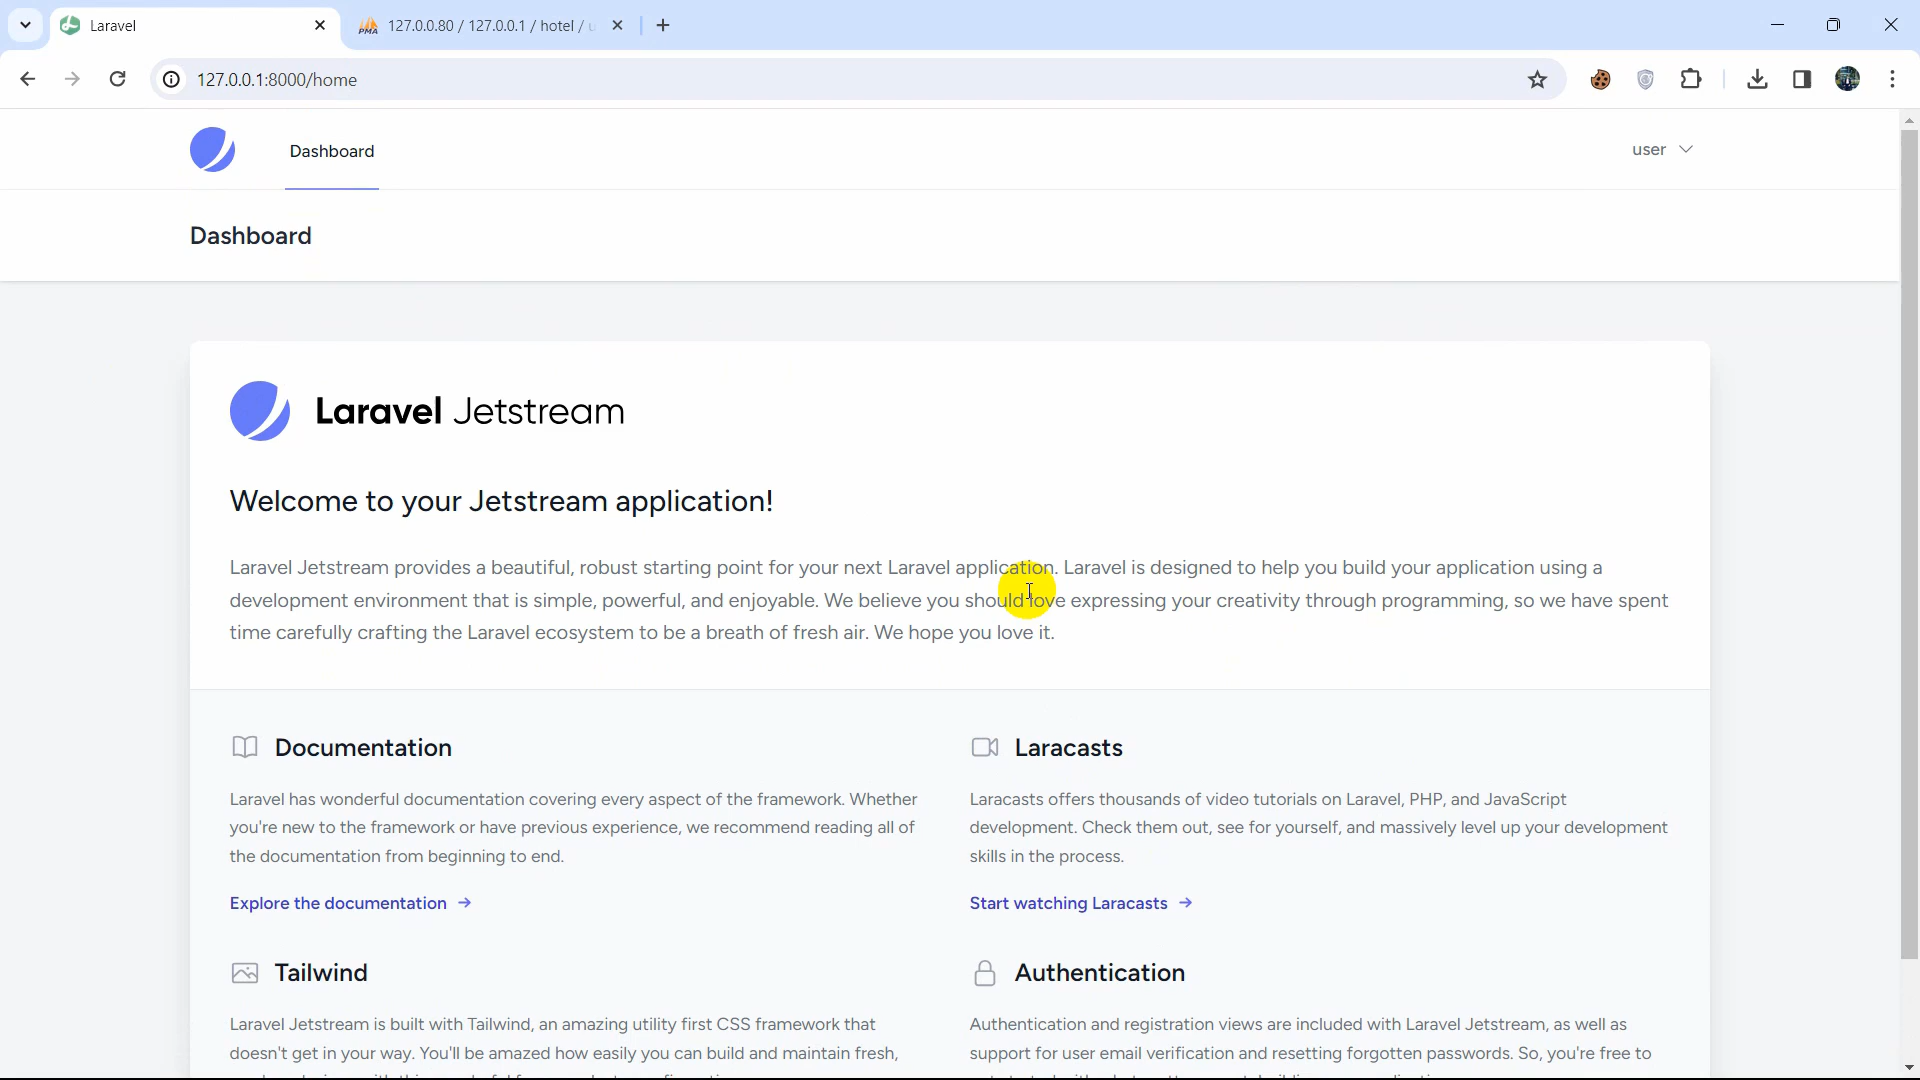 Laravel
127.0.0.80 / 127.0.0.1 / hotel /
127.0.0.1:8000/home
Dashboard
user
Dashboard
Laravel Jetstream
Welcome to your Jetstream application!
Laravel Jetstream provides a beautiful, robust starting point for your next Laravel application. Laravel is designed to help you build your application using a
development environment that is simple, powerful, and enjoyable. We believe you should love expressing your creativity through programming, so we have spent
time carefully crafting the Laravel ecosystem to be a breath of fresh air. We hope you love it.
Documentation
Laravel has wonderful documentation covering every aspect of the framework. Whether
you're new to the framework or have previous experience, we recommend reading all of
the documentation from beginning to end.
Explore the documentation
Laracasts
Laracasts offers thousands of video tutorials on Laravel, PHP, and JavaScript
development. Check them out, see for yourself, and massively level up your development
skills in the process.
Start watching Laracasts
Tailwind
Laravel Jetstream is built with Tailwind, an amazing utility first CSS framework that
doesn't get in your way. You'll be amazed how easily you can build and maintain fresh,
Authentication
Authentication and registration views are included with Laravel Jetstream, as well as
support for user email verification and resetting forgotten passwords. So, you're free to